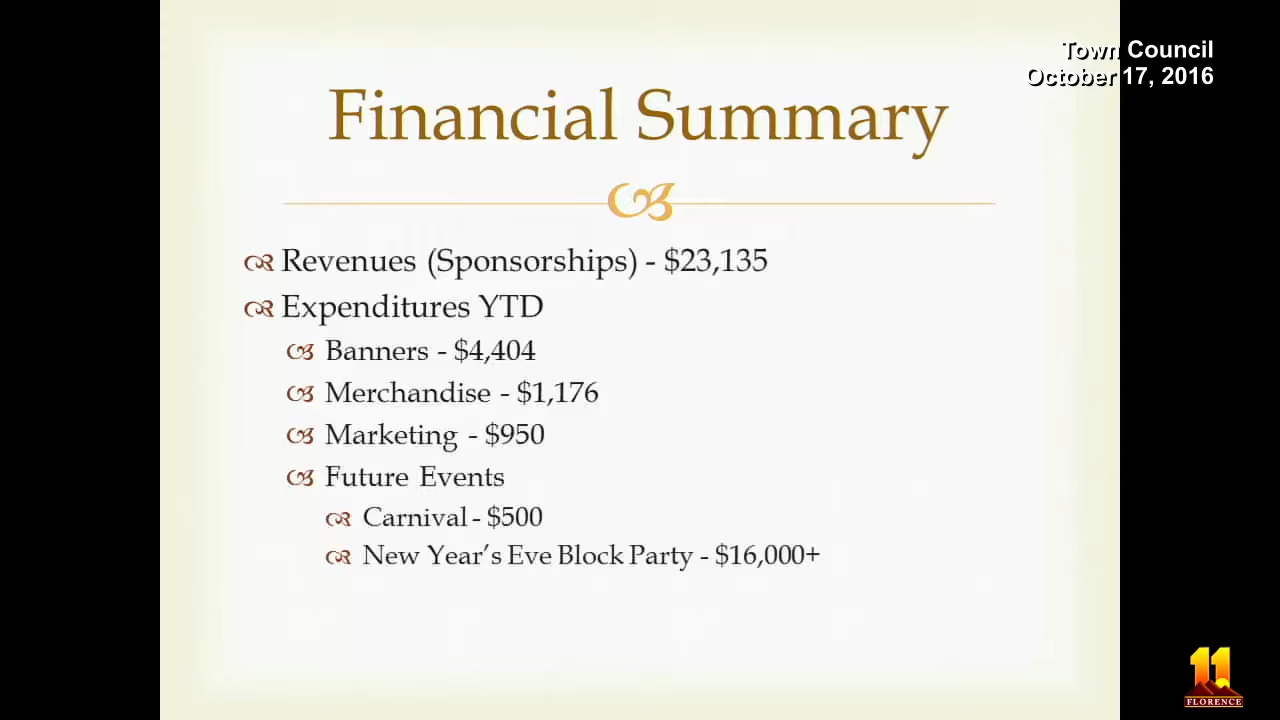 Town Council
October 17, 2016
Financial Summary
Revenues (Sponsorships) - $23,135
Expenditures YTD
Banners - $4,404
Merchandise - $1,176
Marketing - $950
Future Events
Carnival - $500
New Year's Eve Block Party - $16,000+
11
FLORENCE